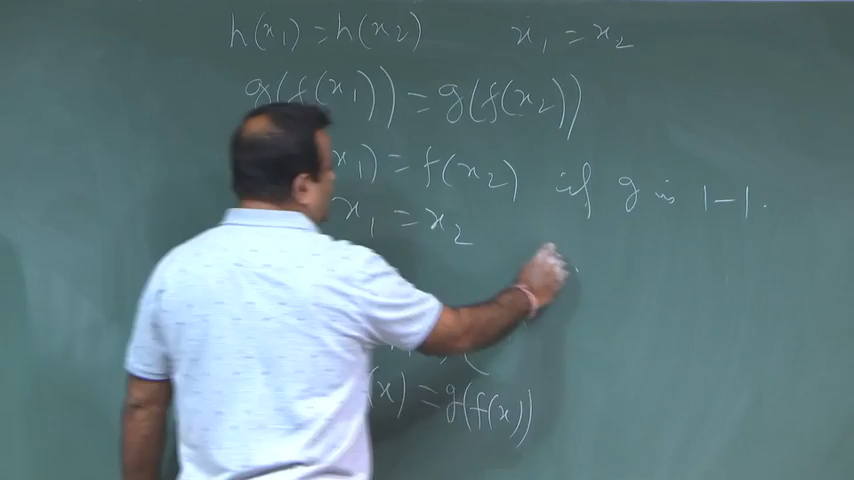 h(x₁) = h(x₂) x₁ = x₂
g(f(x₁)) = g(f(x₂))
x₁) = f(x₂) if g is 1-1.
x₁ = x₂
(x) = g(f(x))